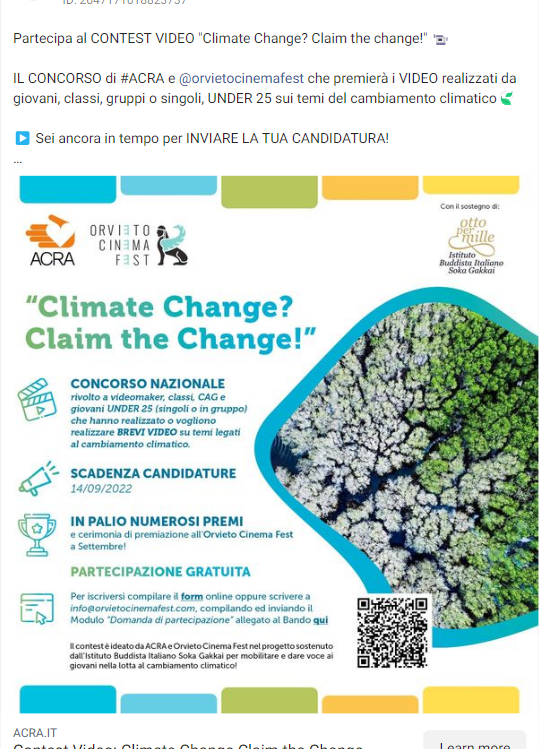 Partecipa al CONTEST VIDEO "Climate Change? Claim the change!"
IL CONCORSO di #ACRA e @orvietocinemafest che premierà i VIDEO realizzati da
giovani, classi, gruppi o singoli, UNDER 25 sui temi del cambiamento climatico
Sei ancora in tempo per INVIARE LA TUA CANDIDATURA!
...
Con il sostegno di:
ACRA
ORVIETO
CINEMA
FEST
otto
per
mille
Istituto
Buddista Italiano
Soka Gakkai
"Climate Change?
Claim the Change!"
CONCORSO NAZIONALE
rivolto a videomaker, classi, CAG e
giovani UNDER 25 (singoli o in gruppo)
che hanno realizzato o vogliono
realizzare BREVI VIDEO su temi legati
al cambiamento climatico.
SCADENZA CANDIDATURE
14/09/2022
IN PALIO NUMEROSI PREMI
e cerimonia di premiazione all'Orvieto Cinema Fest
a Settembre!
PARTECIPAZIONE GRATUITA
Per iscriversi compilare il form online oppure scrivere a
info@orvietocinemafest.com, compilando ed inviando il
Modulo "Domanda di partecipazione" allegato al Bando qui
Il contest è ideato da ACRA e Orvieto Cinema Fest nel progetto sostenuto
dall'Istituto Buddista Italiano Soka Gakkai per mobilitare e dare voce ai
giovani nella lotta al cambiamento climatico!
ACRA.IT
Contest Video: Climate Change Claim the Change
Learn more